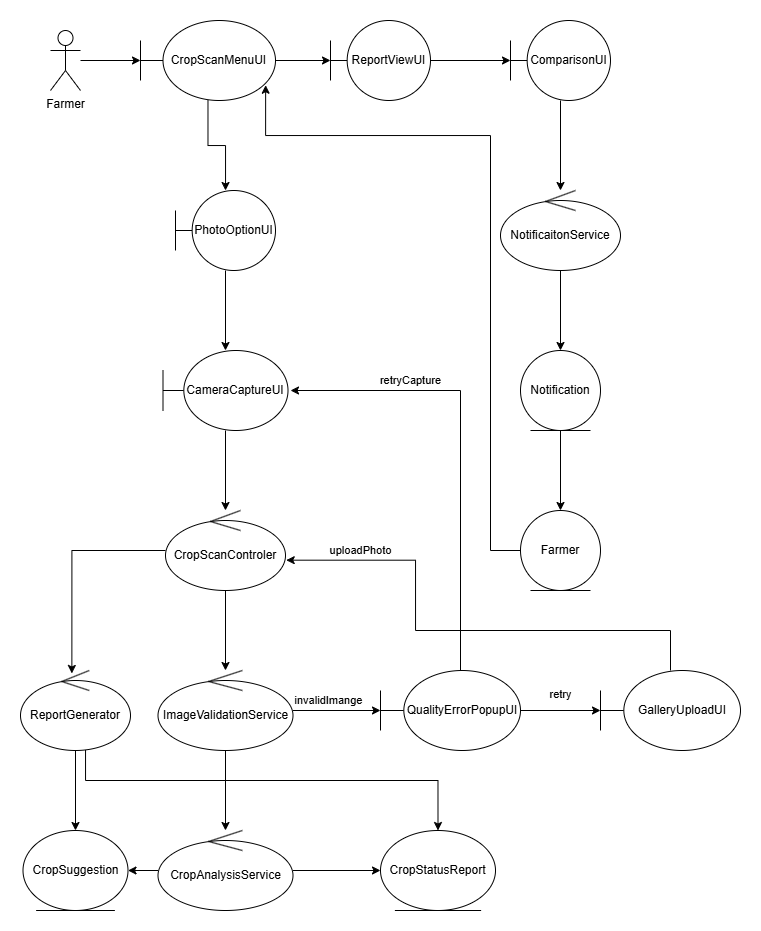 CropScanMenuUI
ReportViewUI
ComparisonUI
Farmer
PhotoOptionUI
NotificaitonService
CameraCaptureUI
retryCapture
Notification
CropScanControler
uploadPhoto
Farmer
ReportGenerator
ImageValidationService
invalidImange
QualityErrorPopupUI
retry
GalleryUploadUI
CropSuggestion
CropAnalysisService
CropStatusReport